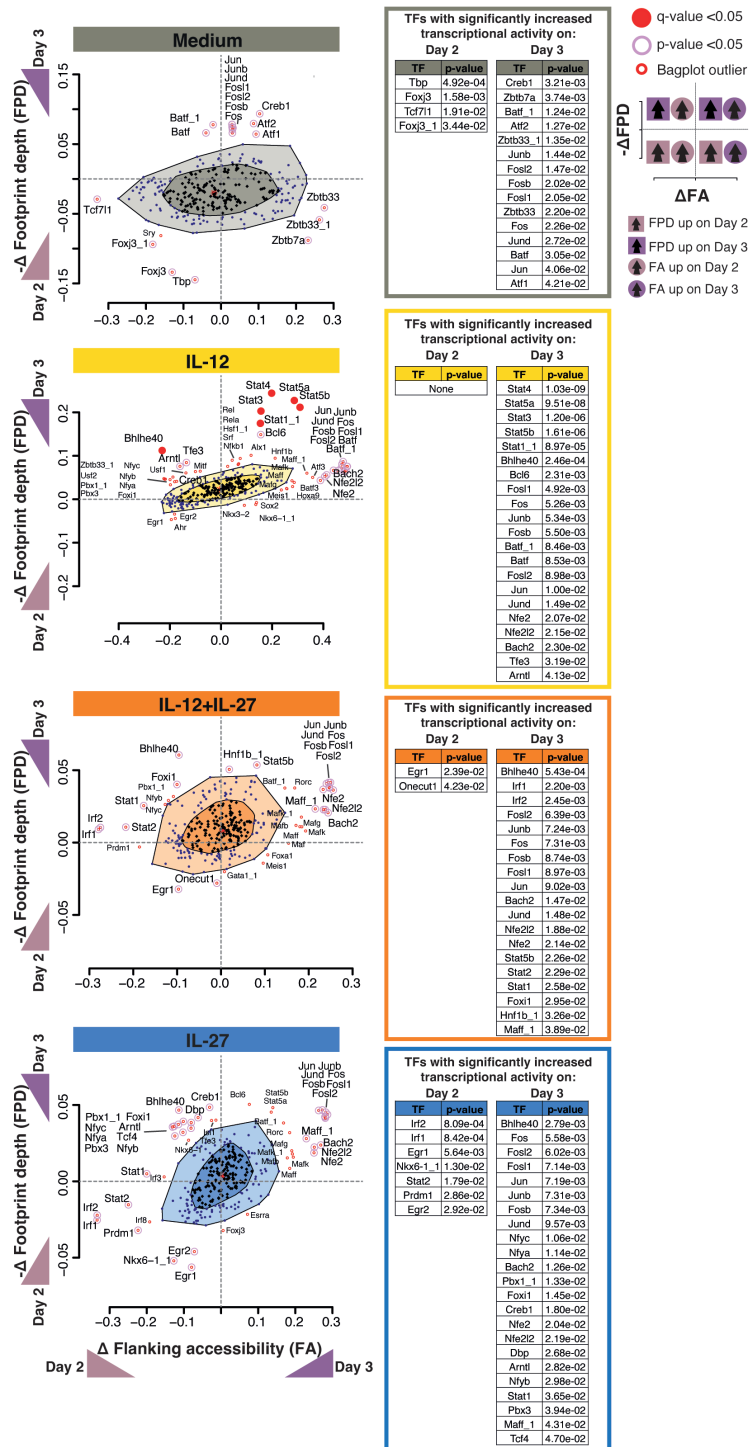 Medium
Day 3
-Δ Footprint depth (FPD)
Day 2
0.15
0.05
-0.05
-0.15
Jun
Junb
Jund
Fosl1
Fosl2
Fosb
Fos
Creb1
Batf_1
Batf
Atf2
Atf1
Tcf7l1
Sry
Foxj3_1
Foxj3
Tbp
Zbtb33
Zbtb33_1
Zbtb7a
-0.3 -0.2 -0.1 0.0 0.1 0.2 0.3
TFs with significantly increased
transcriptional activity on:
Day 2 Day 3
TF p-value
Tbp 4.92e-04
Foxj3 1.58e-03
Tcf7l1 1.91e-02
Foxj3_1 3.44e-02
TF p-value
Creb1 3.21e-03
Zbtb7a 3.74e-03
Batf_1 1.24e-02
Atf2 1.27e-02
Zbtb33_1 1.35e-02
Junb 1.44e-02
Fosl2 1.47e-02
Fosb 2.02e-02
Fosl1 2.05e-02
Zbtb33 2.20e-02
Fos 2.26e-02
Jund 2.72e-02
Batf 3.05e-02
Jun 4.06e-02
Atf1 4.21e-02
q-value <0.05
p-value <0.05
Bagplot outlier
-ΔFPD
ΔFA
FPD up on Day 2
FPD up on Day 3
FA up on Day 2
FA up on Day 3
IL-12
Day 3
-Δ Footprint depth (FPD)
Day 2
0.2
0.1
0.0
-0.1
-0.2
Stat4
Stat5a
Stat5b
Stat3
Stat1_1
Bcl6
Rel
Rela
Hsf1_1
Srf
Nfkb1
Alx1
Hnf1b
Jun Junb
Jund Fos
Fosb Fosl1
Fosl2 Batf
Batf_1
Bhlhe40
Arntl
Tfe3
Zbtb33_1
Nfyc
Usf1
Mitf
Usf2
Nfyb
Creb1
Pbx1_1
Nfya
Pbx3
Foxi1
Mafk
Maff_1
Maff
Mafg
Atf3
Bach2
Nfe2l2
Nfe2
Batf3
Hoxa9
Meis1
Sox2
Nkx3-2
Nkx6-1_1
Egr1
Egr2
Ahr
-0.4 -0.2 0.0 0.2 0.4
TFs with significantly increased
transcriptional activity on:
Day 2 Day 3
TF p-value
None
TF p-value
Stat4 1.03e-09
Stat5a 9.51e-08
Stat3 1.20e-06
Stat5b 1.61e-06
Stat1_1 8.97e-05
Bhlhe40 2.46e-04
Bcl6 2.31e-03
Fosl1 4.92e-03
Fos 5.26e-03
Junb 5.34e-03
Fosb 5.50e-03
Batf_1 8.46e-03
Batf 8.53e-03
Fosl2 8.98e-03
Jun 1.00e-02
Jund 1.49e-02
Nfe2 2.07e-02
Nfe2l2 2.15e-02
Bach2 2.30e-02
Tfe3 3.19e-02
Arntl 4.13e-02
IL-12+IL-27
Day 3
-Δ Footprint depth (FPD)
Day 2
0.05
0.00
-0.05
Bhlhe40
Hnf1b_1
Stat5b
Jun Junb
Jund Fos
Fosb Fosl1
Fosl2
Foxi1
Pbx1_1
Nfyb
Nfyc
Stat1
Batf_1
Rorc
Nfe2
Nfe2l2
Bach2
Maff_1
Mafk_1
Mafg
Mafb
Mafk
Maff
Maf
Irf2
Irf1
Stat2
Prdm1
Foxa1
Meis1
Gata1_1
Onecut1
Egr1
-0.3 -0.2 -0.1 0.0 0.1 0.2 0.3
TFs with significantly increased
transcriptional activity on:
Day 2 Day 3
TF p-value
Egr1 2.39e-02
Onecut1 4.23e-02
TF p-value
Bhlhe40 5.43e-04
Irf1 2.20e-03
Irf2 2.45e-03
Fosl2 6.39e-03
Junb 7.24e-03
Fos 7.31e-03
Fosb 8.74e-03
Fosl1 8.97e-03
Jun 9.02e-03
Bach2 1.47e-02
Jund 1.48e-02
Nfe2l2 1.88e-02
Nfe2 2.14e-02
Stat5b 2.26e-02
Stat2 2.29e-02
Stat1 2.58e-02
Foxi1 2.95e-02
Hnf1b_1 3.26e-02
Maff_1 3.89e-02
IL-27
Day 3
-Δ Footprint depth (FPD)
Day 2
0.05
0.00
-0.05
Bhlhe40
Creb1
Dbp
Bcl6
Stat5b
Stat5a
Jun Junb
Jund Fos
Fosb Fosl1
Fosl2
Pbx1_1 Foxi1
Nfyc Arntl
Nfya Tcf4
Pbx3 Nfyb
Irf1
Tfe3
Nkx6-1
Batf_1
Rorc
Maff_1
Mafg
Mafk_1
Mafb
Mafk
Maff
Bach2
Nfe2l2
Nfe2
Stat1
Irf3
Irf2
Irf1
Stat2
Prdm1
Irf8
Esrra
Foxj3
Egr2
Nkx6-1_1
Egr1
-0.3 -0.2 -0.1 0.0 0.1 0.2 0.3
Δ Flanking accessibility (FA)
Day 2 Day 3
TFs with significantly increased
transcriptional activity on:
Day 2 Day 3
TF p-value
Irf2 8.09e-04
Irf1 8.42e-04
Egr1 5.64e-03
Nkx6-1_1 1.30e-02
Stat2 1.79e-02
Prdm1 2.86e-02
Egr2 2.92e-02
TF p-value
Bhlhe40 2.79e-03
Fos 5.58e-03
Fosl2 6.02e-03
Fosl1 7.14e-03
Jun 7.19e-03
Junb 7.31e-03
Fosb 7.34e-03
Jund 9.57e-03
Nfyc 1.06e-02
Nfya 1.14e-02
Bach2 1.26e-02
Pbx1_1 1.33e-02
Foxi1 1.45e-02
Creb1 1.80e-02
Nfe2 2.04e-02
Nfe2l2 2.19e-02
Dbp 2.68e-02
Arntl 2.82e-02
Nfyb 2.98e-02
Stat1 3.65e-02
Pbx3 3.94e-02
Maff_1 4.31e-02
Tcf4 4.70e-02